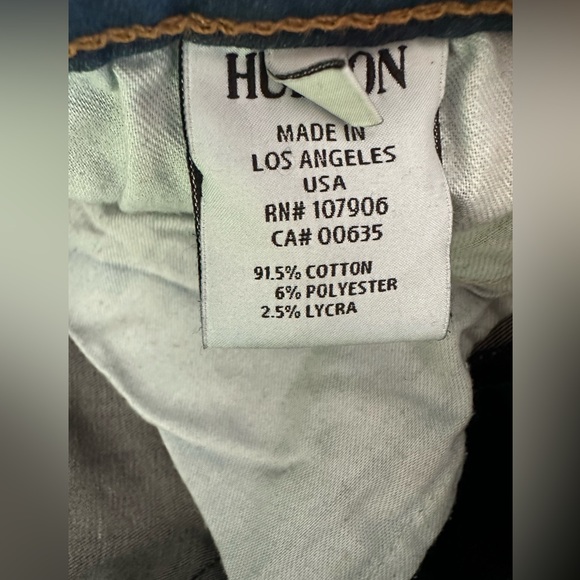 MADE IN
LOS ANGELES
USA
RN# 107906
CA# 00635
91.5% COTTON
6% POLYESTER
2.5% LYCRA